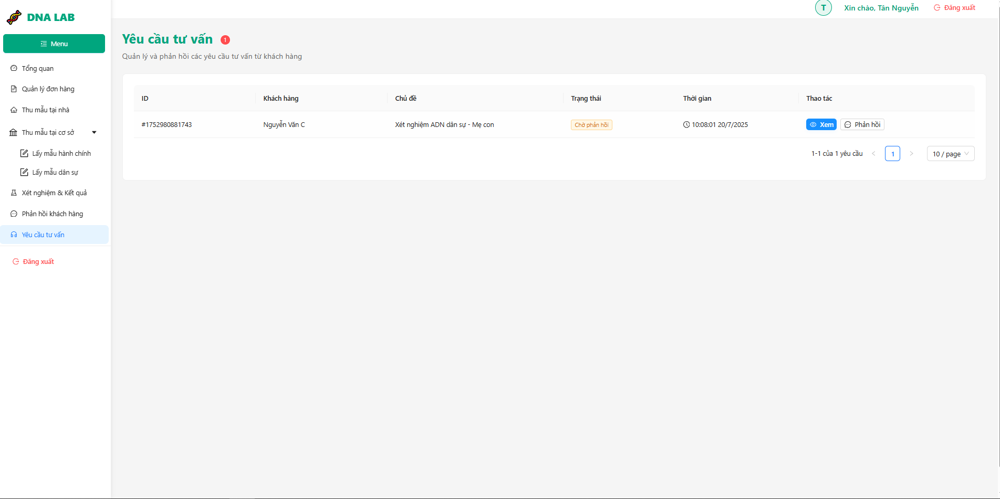 DNA LAB
Menu
Tổng quan
Quản lý đơn hàng
Thu mẫu tại nhà
Thu mẫu tại cơ sở
Lấy mẫu hành chính
Lấy mẫu dân sự
Xét nghiệm & Kết quả
Phản hồi khách hàng
Yêu cầu tư vấn
Đăng xuất
T Xin chào, Tân Nguyễn Đăng xuất
Yêu cầu tư vấn 1
Quản lý và phản hồi các yêu cầu tư vấn từ khách hàng
ID Khách hàng Chủ đề Trạng thái Thời gian Thao tác
#1752980881743 Nguyễn Văn C Xét nghiệm ADN dân sự - Mẹ con Chờ phản hồi 10:08:01 20/7/2025 Xem Phản hồi
1-1 của 1 yêu cầu < 1 > 10 / page